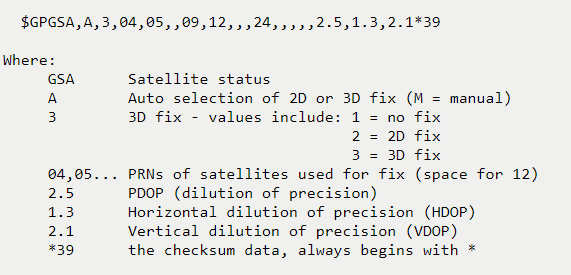 $GPGSA,A,3,04,05,,09,12,,,24,,,,,2.5,1.3,2.1*39
Where:
GSA Satellite status
A Auto selection of 2D or 3D fix (M = manual)
3 3D fix - values include: 1 = no fix
2 = 2D fix
3 = 3D fix
04,05... PRNs of satellites used for fix (space for 12)
2.5 PDOP (dilution of precision)
1.3 Horizontal dilution of precision (HDOP)
2.1 Vertical dilution of precision (VDOP)
*39 the checksum data, always begins with *